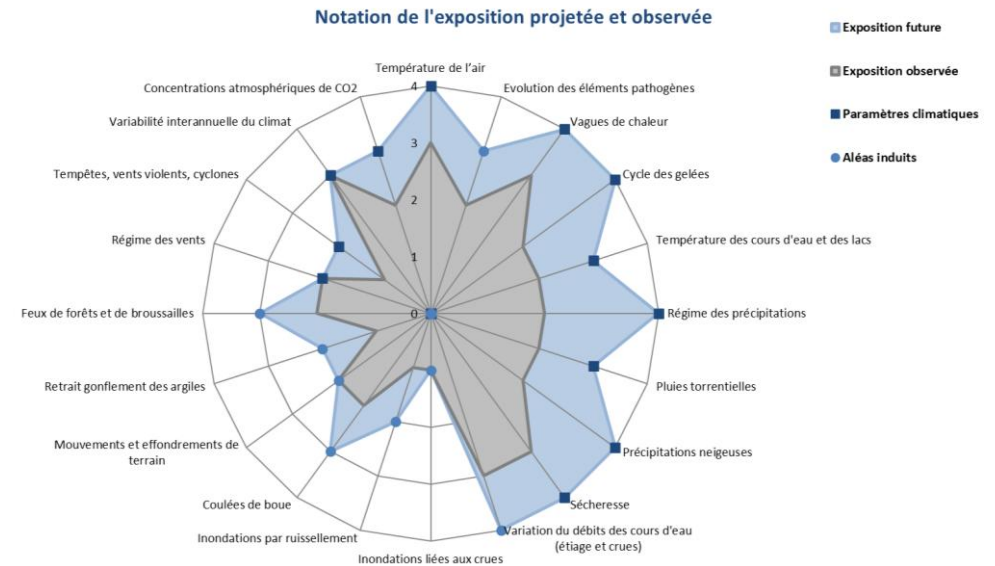 Notation de l'exposition projetée et observée
Exposition future
Exposition observée
Paramètres climatiques
Aléas induits
Température de l'air
Evolution des éléments pathogènes
Vagues de chaleur
Cycle des gelées
Température des cours d'eau et des lacs
Régime des précipitations
Pluies torrentielles
Précipitations neigeuses
Sécheresse
Variation du débits des cours d'eau
(étiage et crues)
Inondations liées aux crues
Inondations par ruissellement
Coulées de boue
Mouvements et effondrements de
terrain
Retrait gonflement des argiles
Feux de forêts et de broussailles
Régime des vents
Tempêtes, vents violents, cyclones
Variabilité interannuelle du climat
Concentrations atmosphériques de CO2
4
3
2
1
0